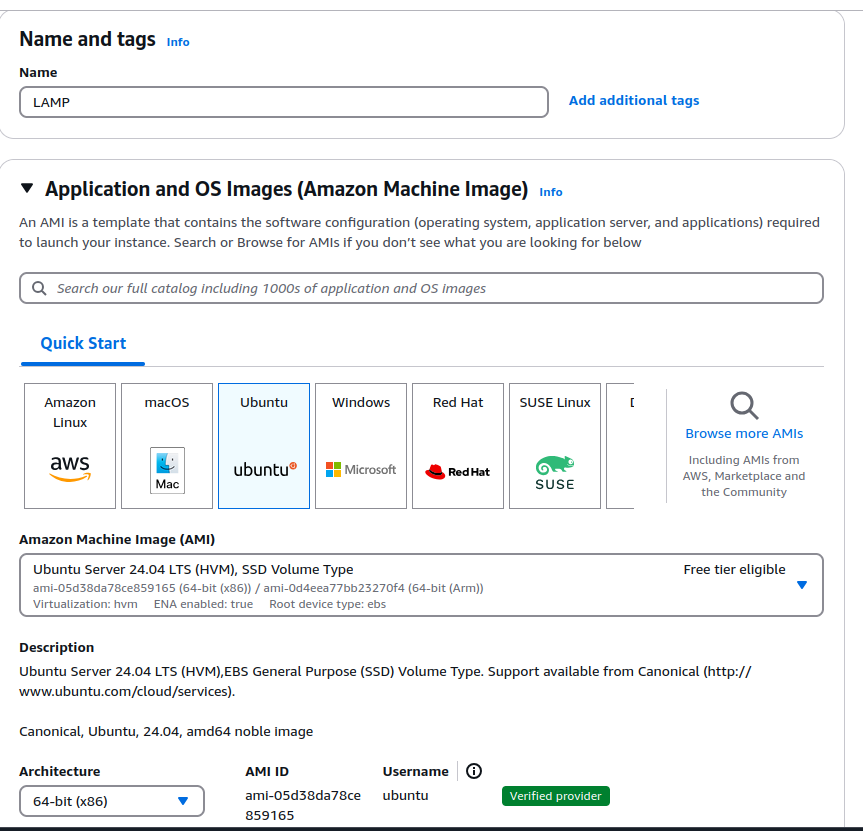 Name and tags Info
Name
LAMP
Add additional tags
Application and OS Images (Amazon Machine Image) Info
An AMI is a template that contains the software configuration (operating system, application server, and applications) required
to launch your instance. Search or Browse for AMIs if you don’t see what you are looking for below
Search our full catalog including 1000s of application and OS images
Quick Start
Amazon
Linux
aws
macOS
Mac
Ubuntu
ubuntu
Windows
Microsoft
Red Hat
Red Hat
SUSE Linux
SUSE
Browse more AMIs
Including AMIs from
AWS, Marketplace and
the Community
Amazon Machine Image (AMI)
Ubuntu Server 24.04 LTS (HVM), SSD Volume Type
Free tier eligible
ami-05d38da78ce859165 (64-bit (x86)) / ami-0d4eea77bb23270f4 (64-bit (Arm))
Virtualization: hvm ENA enabled: true Root device type: ebs
Description
Ubuntu Server 24.04 LTS (HVM),EBS General Purpose (SSD) Volume Type. Support available from Canonical (http://
www.ubuntu.com/cloud/services).
Canonical, Ubuntu, 24.04, amd64 noble image
Architecture
64-bit (x86)
AMI ID
ami-05d38da78ce
859165
Username
ubuntu
Verified provider